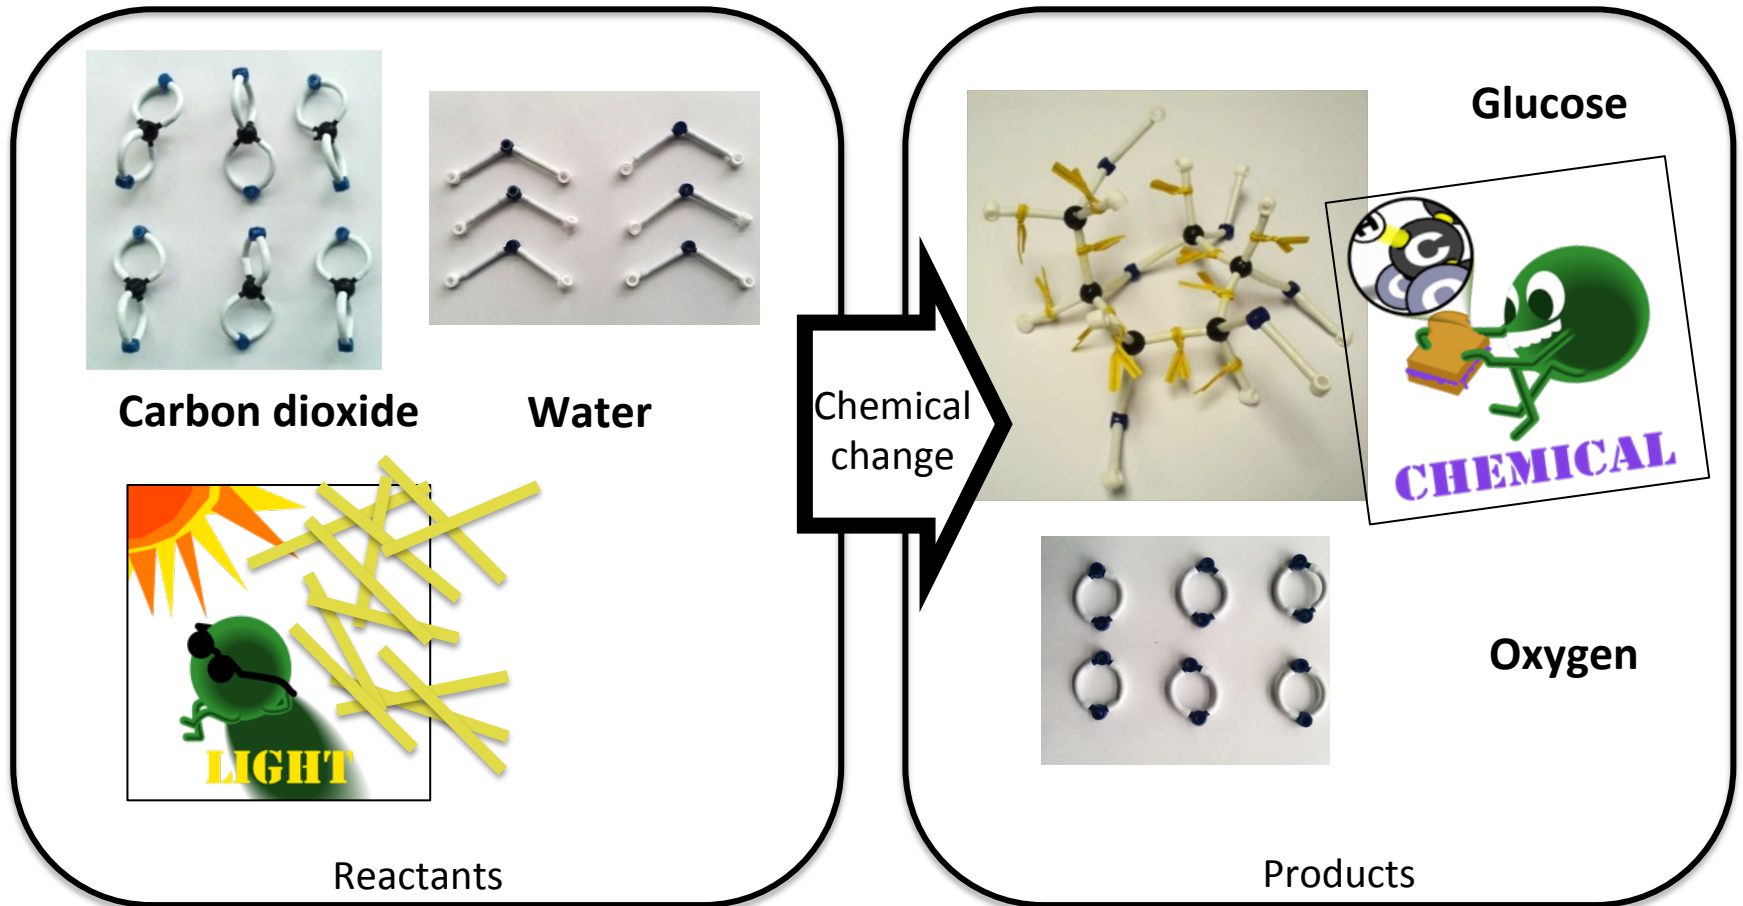 Carbon dioxide
Water
LIGHT
Reactants
Chemical
change
Glucose
C
CHEMICAL
Oxygen
Products